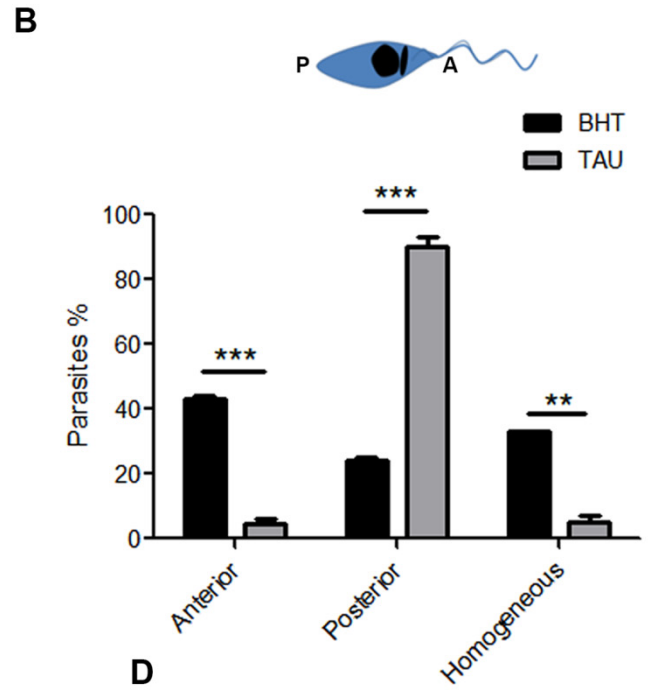 B
P A
BHT
TAU
Parasites %
100
80
60
40
20
0
***
***
**
Anterior
Posterior
Homogeneous
D